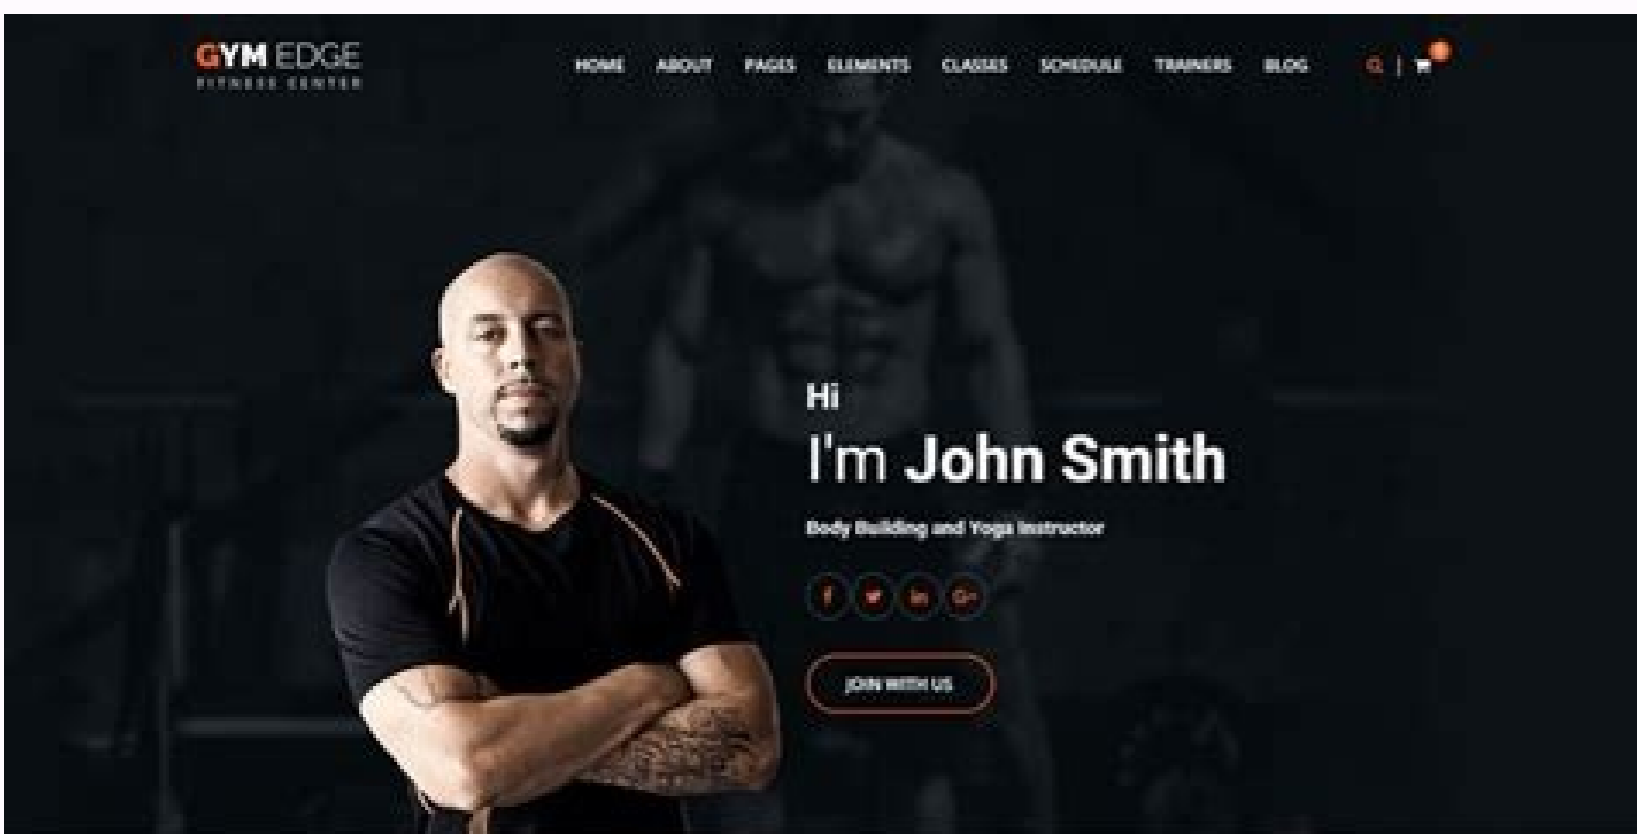 GYM EDGE
FITNESS CENTER
HOME ABOUT PAGES ELEMENTS CLASSES SCHEDULE TRAINERS BLOG
Hi
I'm John Smith
Body Building and Yoga Instructor
f in G+
JOIN WITH US